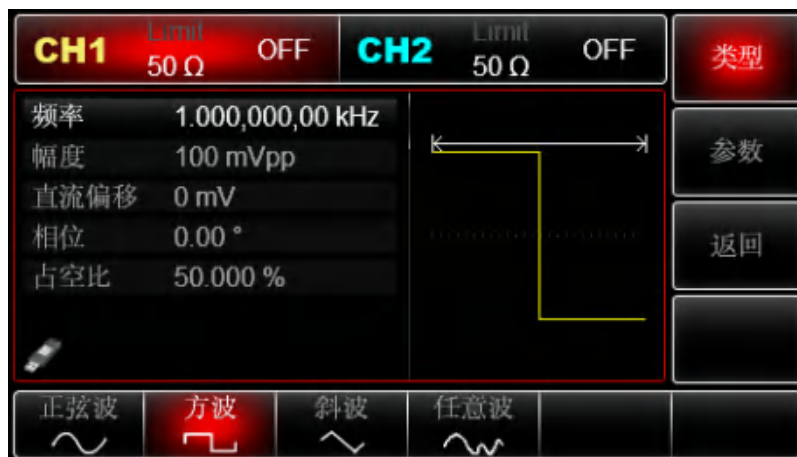 CH1 Limit 50 Ω OFF CH2 Limit 50 Ω OFF
类型
频率 1.000,000,00 kHz
幅度 100 mVpp
直流偏移 0 mV
相位 0.00 °
占空比 50.000 %
参数
返回
正弦波 方波 斜波 任意波